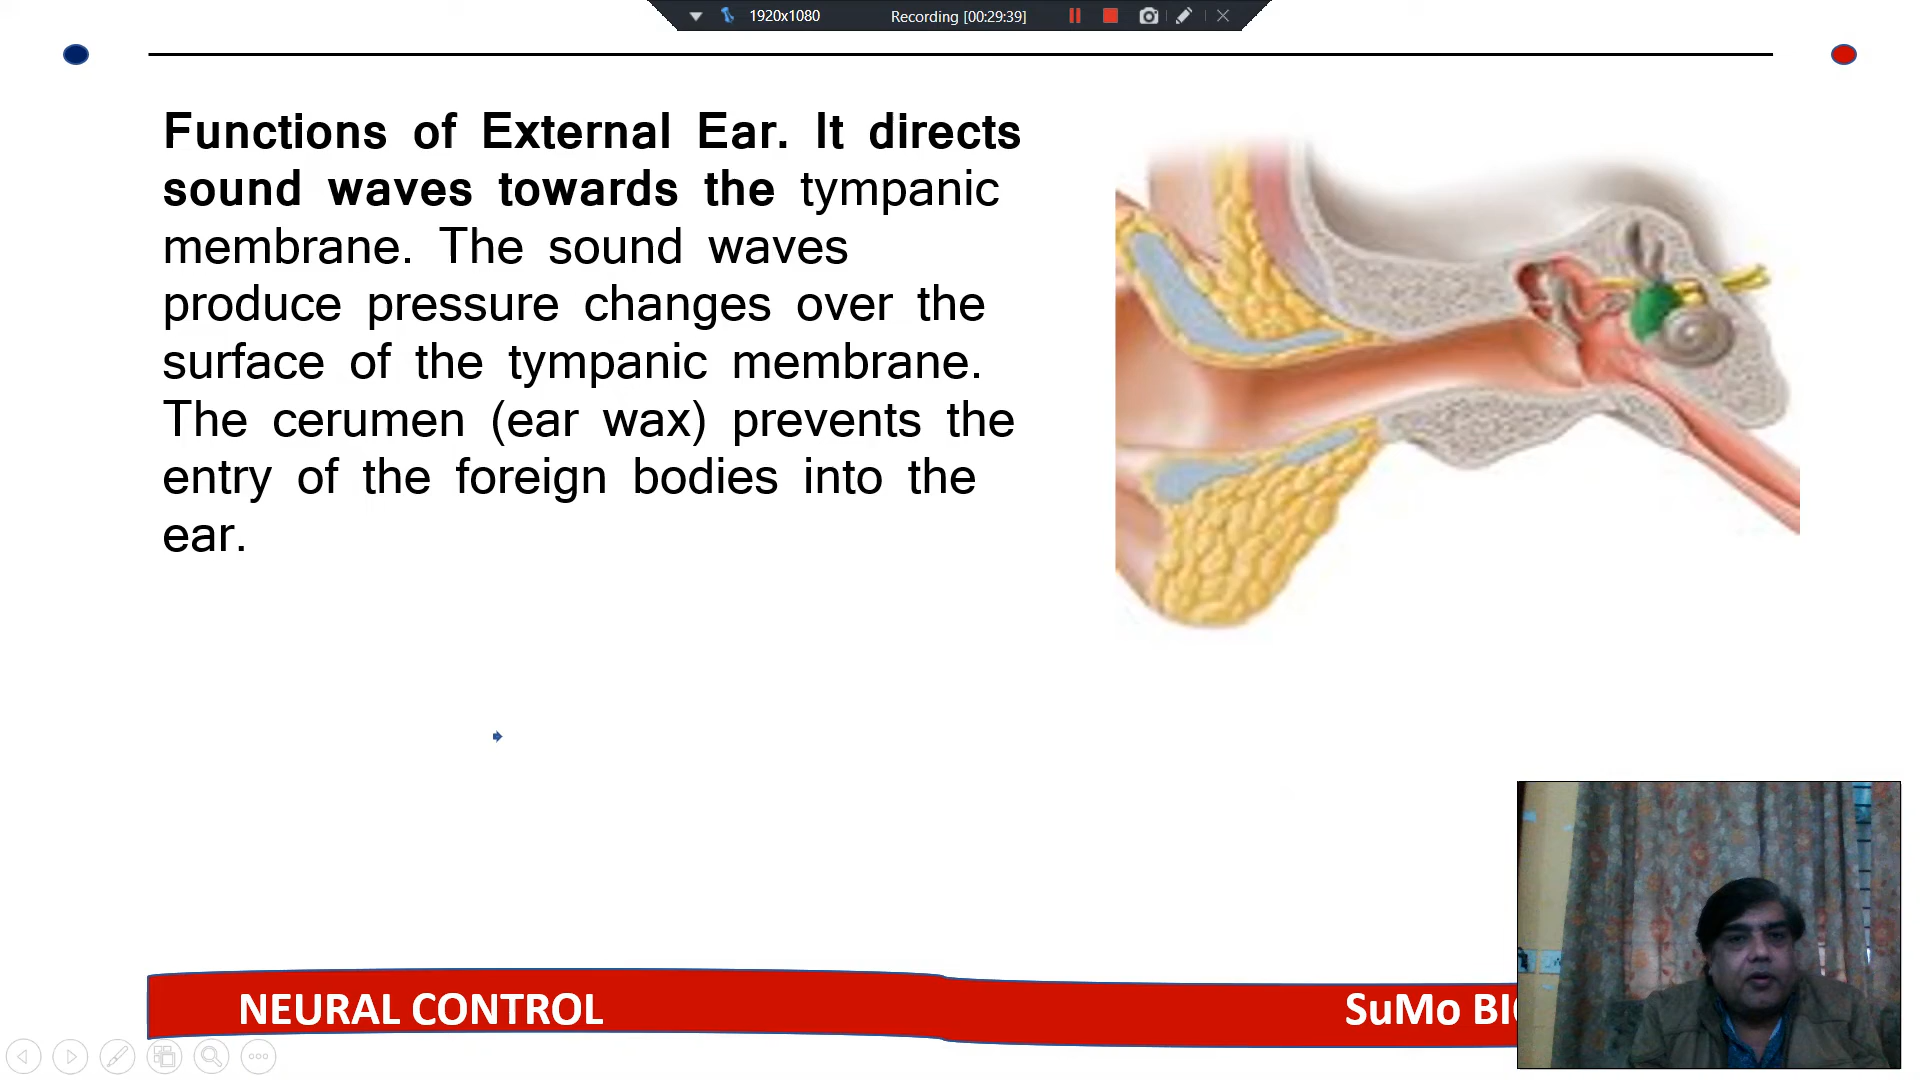 1920x1080 Recording [00:29:39]
Functions of External Ear. It directs
sound waves towards the tympanic
membrane. The sound waves
produce pressure changes over the
surface of the tympanic membrane.
The cerumen (ear wax) prevents the
entry of the foreign bodies into the
ear.
NEURAL CONTROL SuMo BI